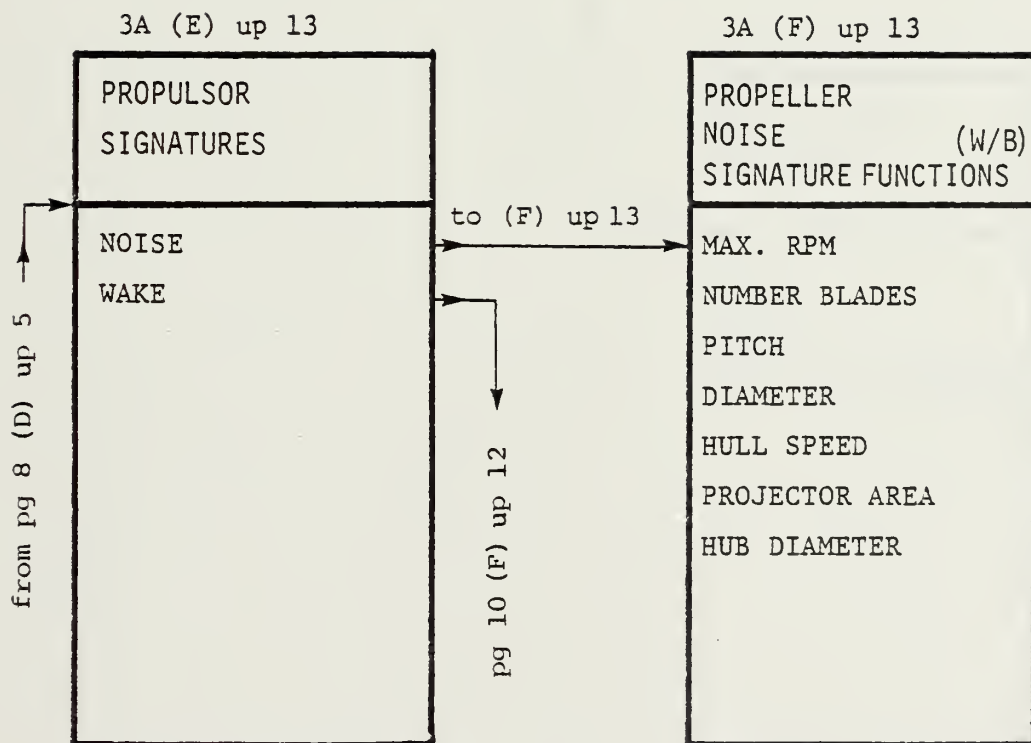 3A (E) up 13
PROPULSOR
SIGNATURES
from pg 8 (D) up 5
NOISE
WAKE
to (F) up 13
pg 10 (F) up 12
3A (F) up 13
PROPELLER
NOISE (W/B)
SIGNATURE FUNCTIONS
MAX. RPM
NUMBER BLADES
PITCH
DIAMETER
HULL SPEED
PROJECTOR AREA
HUB DIAMETER